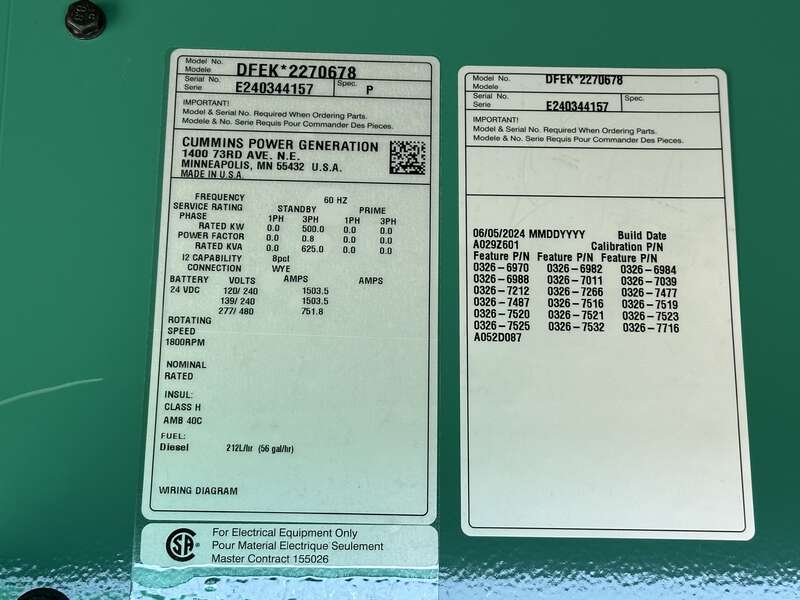 Model No. DFEK*2270678
Modele
Serial No. E240344157 Spec. P
Serie
IMPORTANT!
Model & Serial No. Required When Ordering Parts.
Modele & No. Serie Requis Pour Commander Des Pieces.
CUMMINS POWER GENERATION
1400 73RD AVE. N.E.
MINNEAPOLIS, MN 55432 U.S.A.
MADE IN U.S.A.
FREQUENCY 60 HZ
SERVICE RATING STANDBY PRIME
PHASE 1PH 3PH 1PH 3PH
RATED KW 0.0 500.0 0.0 0.0
POWER FACTOR 0.0 0.8 0.0 0.0
RATED KVA 0.0 625.0 0.0 0.0
I2 CAPABILITY 8pct
CONNECTION WYE
BATTERY VOLTS AMPS AMPS
24 VDC 120/ 240 1503.5
139/ 240 1503.5
277/ 480 751.8
ROTATING
SPEED
1800RPM
NOMINAL
RATED
INSUL:
CLASS H
AMB 40C
FUEL:
Diesel 212L/hr (56 gal/hr)
WIRING DIAGRAM
CSA
For Electrical Equipment Only
Pour Material Electrique Seulement
Master Contract 155026
Model No. DFEK*2270678
Modele
Serial No. E240344157 Spec.
Serie
IMPORTANT!
Model & Serial No. Required When Ordering Parts.
Modele & No. Serie Requis Pour Commander Des Pieces.
06/05/2024 MMDDYYYY Build Date
A029Z601 Calibration P/N
Feature P/N Feature P/N Feature P/N
0326-6970 0326-6982 0326-6984
0326-6988 0326-7011 0326-7039
0326-7212 0326-7266 0326-7477
0326-7487 0326-7516 0326-7519
0326-7520 0326-7521 0326-7523
0326-7525 0326-7532 0326-7716
A052D087